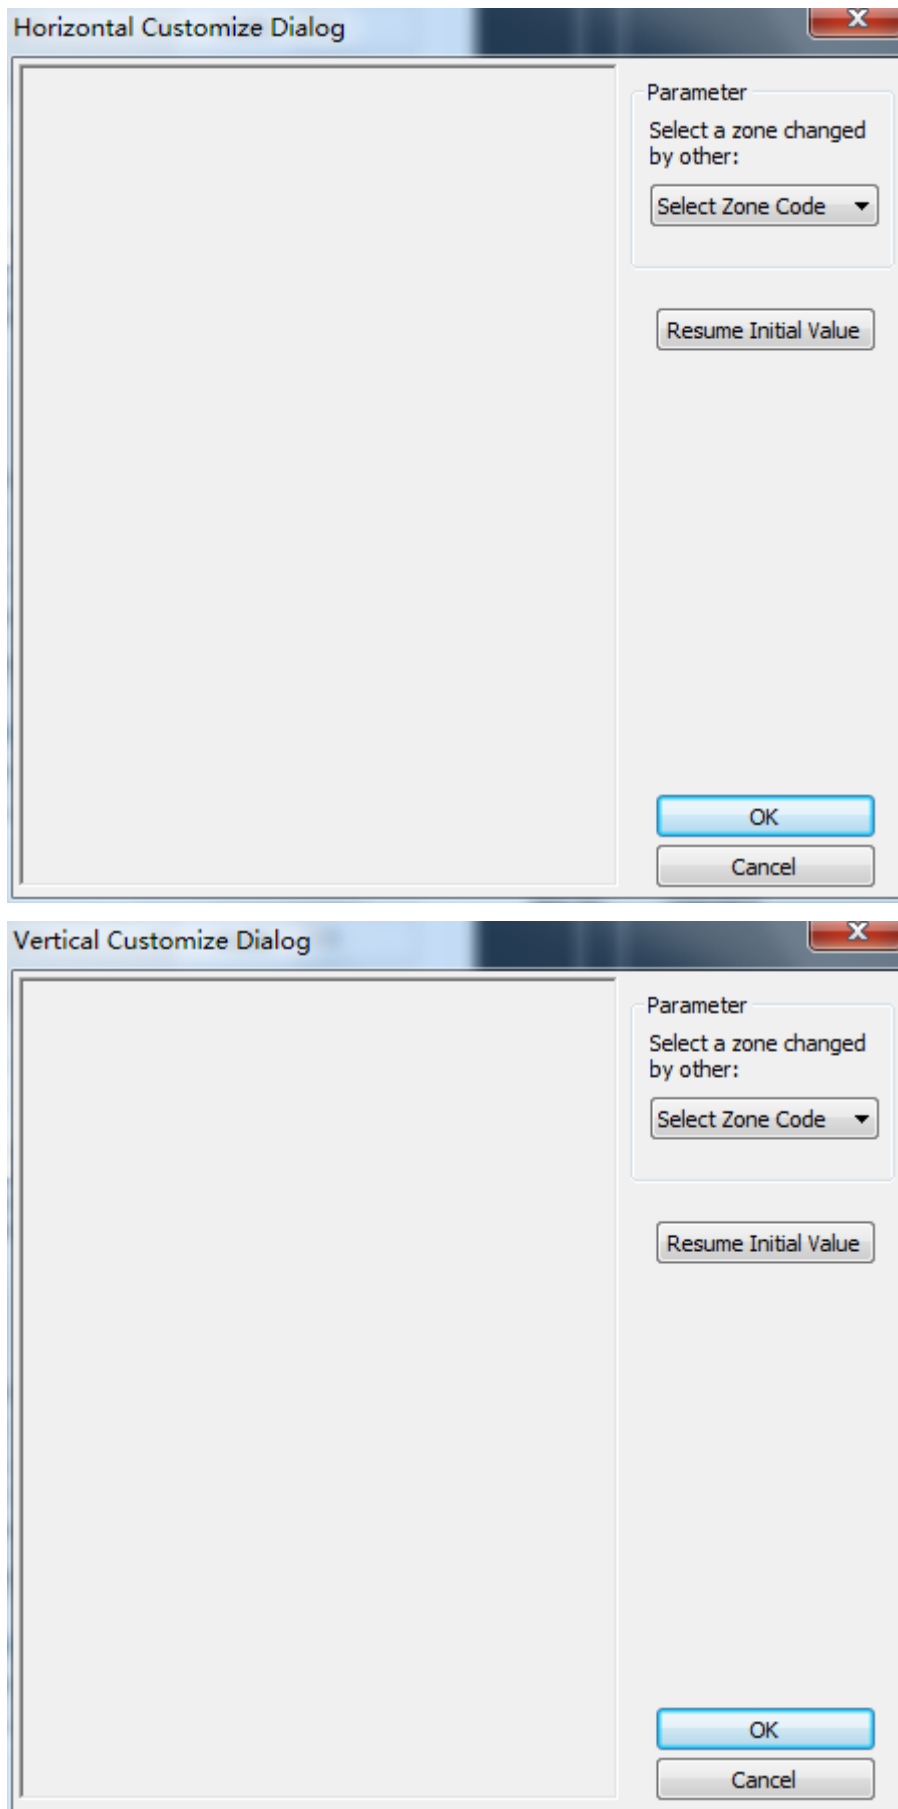 Horizontal Customize Dialog
Parameter
Select a zone changed
by other:
Select Zone Code
Resume Initial Value
OK
Cancel
Vertical Customize Dialog
Parameter
Select a zone changed
by other:
Select Zone Code
Resume Initial Value
OK
Cancel